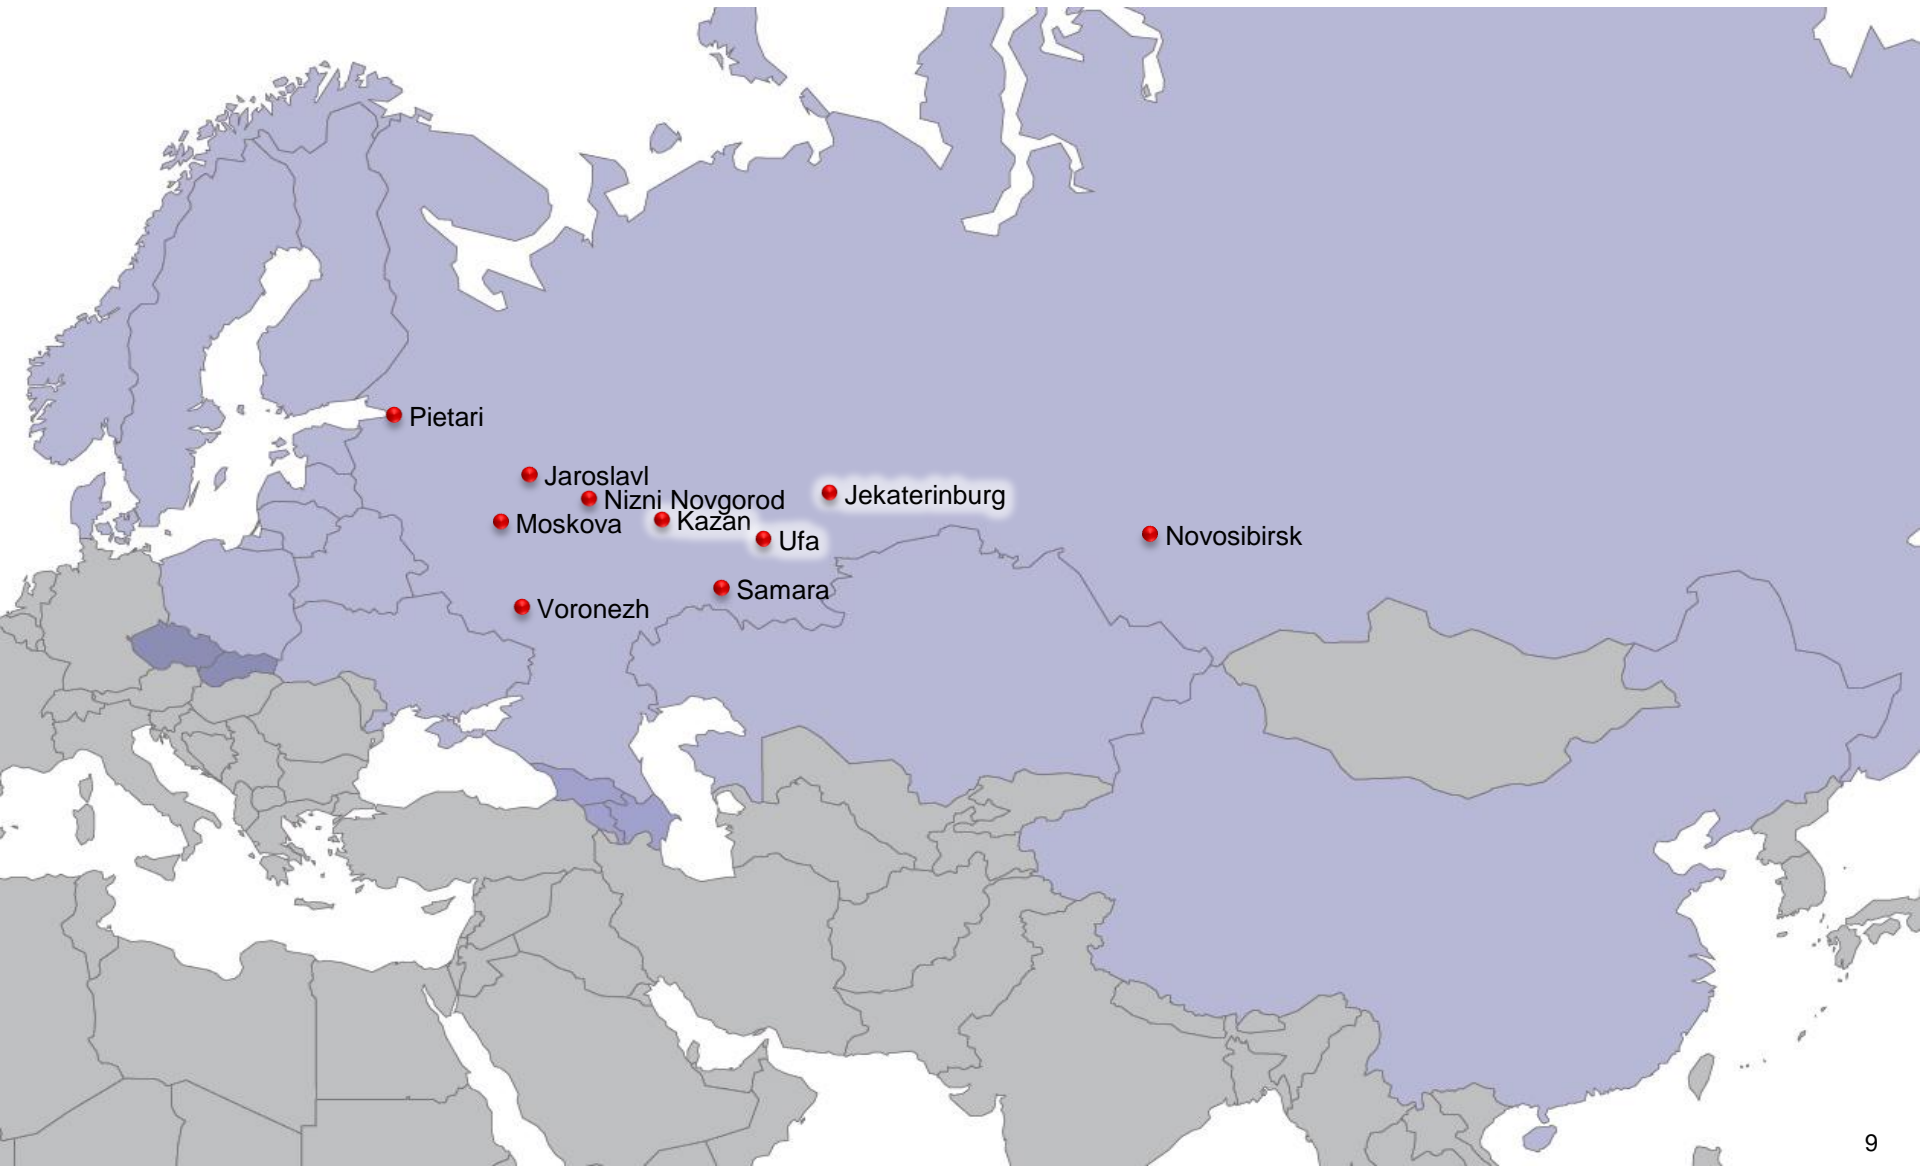 Pietari
Jaroslavl
Nizni Novgorod
Jekaterinburg
Moskova
Kazan
Ufa
Novosibirsk
Samara
Voronezh
9